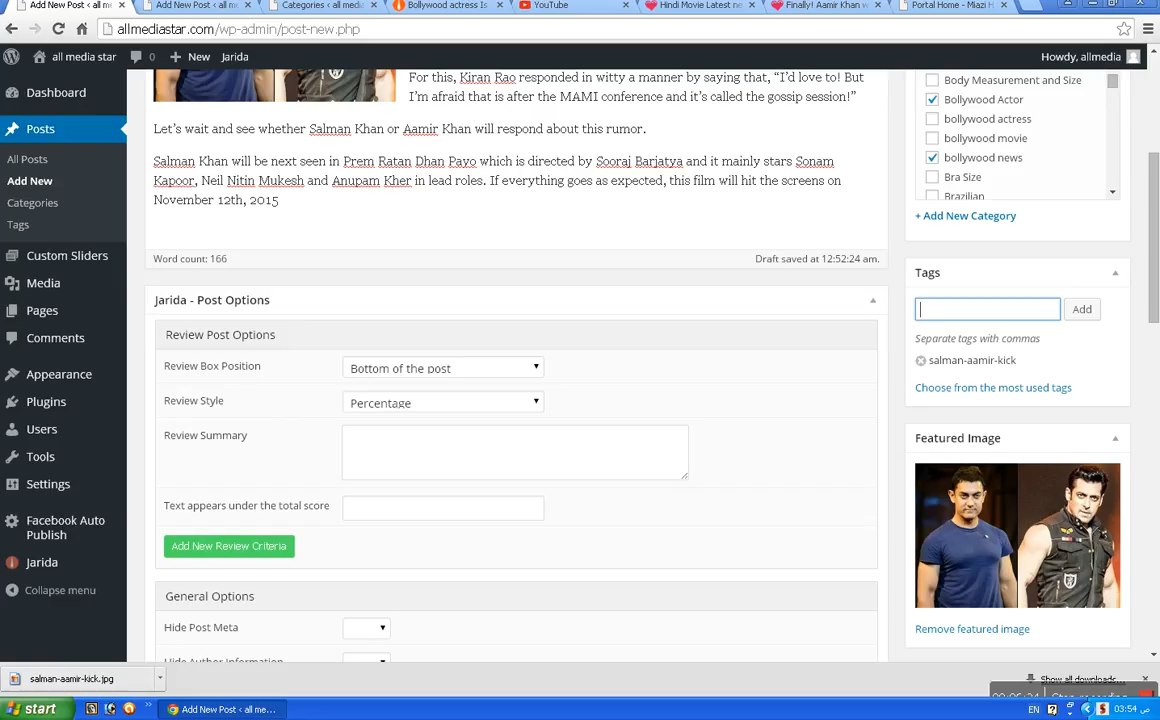 Add New Post < all me
Add New Post < all m
Categories < all media
Bollywood actress Is
YouTube
Hindi Movie Latest ne
Finally! Aamir Khan w
Portal Home - Miazi H
allmediastar.com/wp-admin/post-new.php
all media star
0
New
Jarida
Howdy, allmedia
Dashboard
Posts
All Posts
Add New
Categories
Tags
Custom Sliders
Media
Pages
Comments
Appearance
Plugins
Users
Tools
Settings
Facebook Auto
Publish
Jarida
Collapse menu
For this, Kiran Rao responded in witty a manner by saying that, “I’d love to! But
I’m afraid that is after the MAMI conference and it’s called the gossip session!”
Let’s wait and see whether Salman Khan or Aamir Khan will respond about this rumor.
Salman Khan will be next seen in Prem Ratan Dhan Payo which is directed by Sooraj Barjatya and it mainly stars Sonam
Kapoor, Neil Nitin Mukesh and Anupam Kher in lead roles. If everything goes as expected, this film will hit the screens on
November 12th, 2015
Word count: 166
Draft saved at 12:52:24 am.
Jarida - Post Options
Review Post Options
Review Box Position
Bottom of the post
Review Style
Percentage
Review Summary
Text appears under the total score
Add New Review Criteria
General Options
Hide Post Meta
Hide Author Information
Body Measurement and Size
Bollywood Actor
bollywood actress
bollywood movie
bollywood news
Bra Size
Brazilian
+ Add New Category
Tags
Add
Separate tags with commas
salman-aamir-kick
Choose from the most used tags
Featured Image
Remove featured image
salman-aamir-kick.jpg
Show all downloads...
start
Add New Post < all me...
EN
03:54 ص